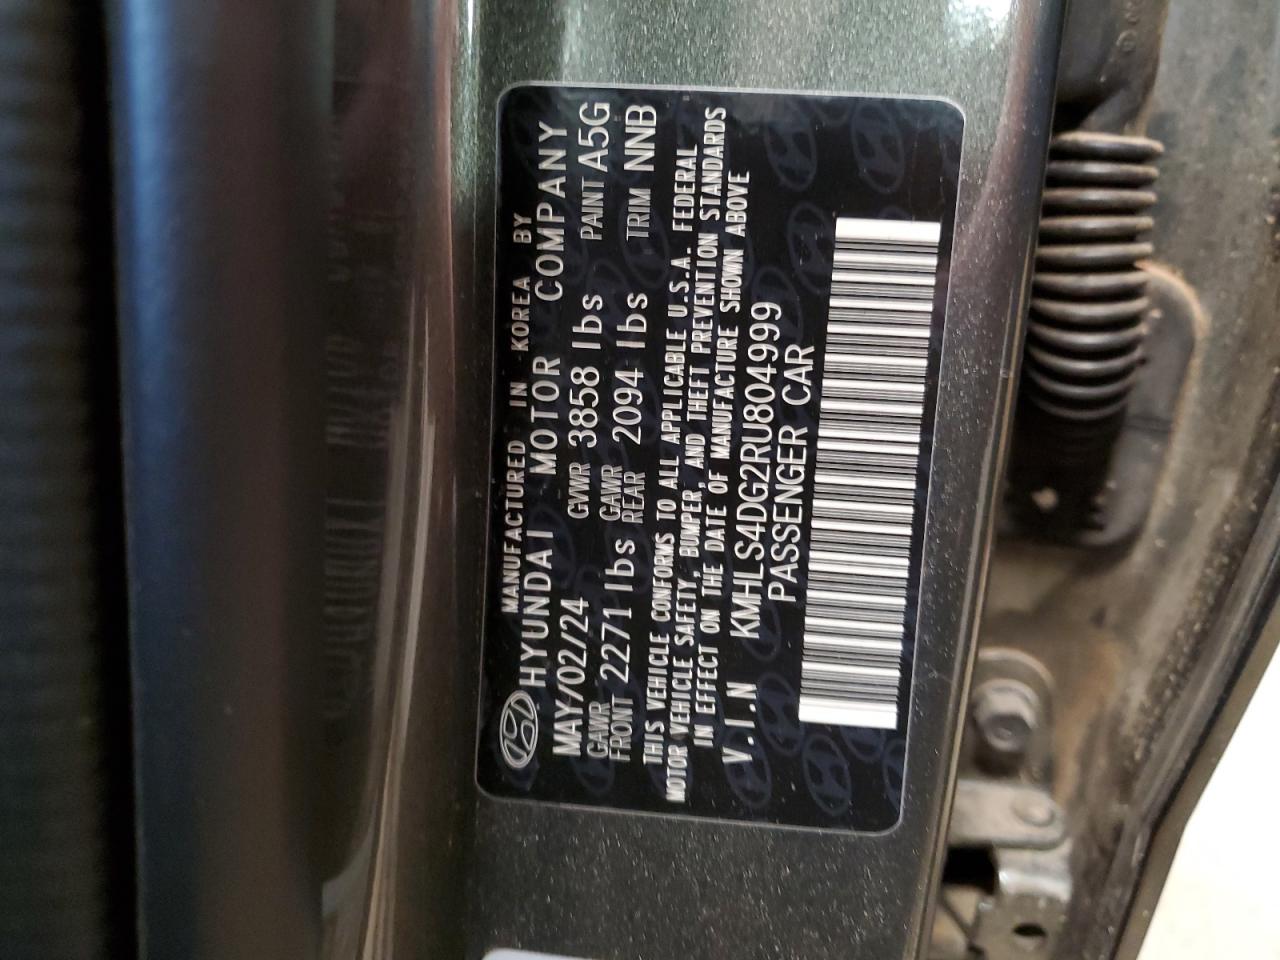 MANUFACTURED IN KOREA BY
HYUNDAI MOTOR COMPANY
MAY/02/24 GVWR 3858 lbs PAINT A5G
GAWR FRONT 2271 lbs GAWR REAR 2094 lbs TRIM NNB
THIS VEHICLE CONFORMS TO ALL APPLICABLE U.S.A. FEDERAL
MOTOR VEHICLE SAFETY, BUMPER, AND THEFT PREVENTION STANDARDS
IN EFFECT ON THE DATE OF MANUFACTURE SHOWN ABOVE
V.I.N KMHLS4DG2RU804999
PASSENGER CAR